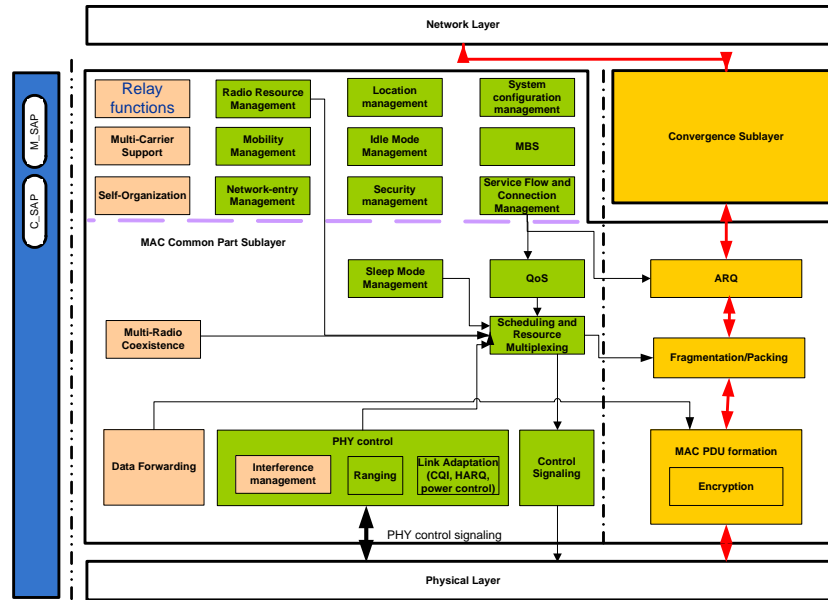 Network Layer
M_SAP
C_SAP
Relay
functions
Radio Resource
Management
Location
management
System
configuration
management
Convergence Sublayer
Multi-Carrier
Support
Mobility
Management
Idle Mode
Management
MBS
Self-Organization
Network-entry
Management
Security
management
Service Flow and
Connection
Management
MAC Common Part Sublayer
Sleep Mode
Management
QoS
ARQ
Multi-Radio
Coexistence
Scheduling and
Resource
Multiplexing
Fragmentation/Packing
Data Forwarding
PHY control
Interference
management
Ranging
Link Adaptation
(CQI, HARQ,
power control)
Control
Signaling
MAC PDU formation
Encryption
PHY control signaling
Physical Layer